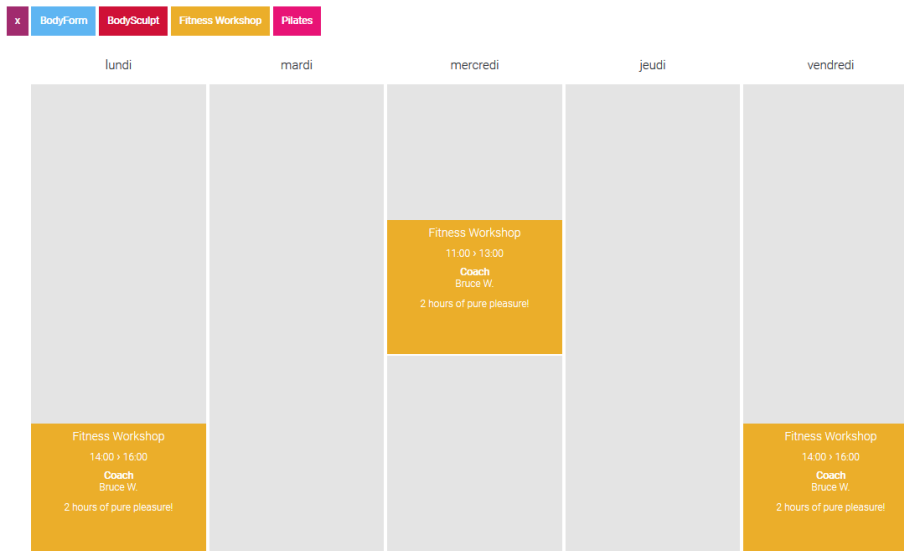 x BodyForm BodySculpt Fitness Workshop Pilates
lundi mardi mercredi jeudi vendredi
Fitness Workshop
11:00 › 13:00
Coach
Bruce W.
2 hours of pure pleasure!
Fitness Workshop
14:00 › 16:00
Coach
Bruce W.
2 hours of pure pleasure!
Fitness Workshop
14:00 › 16:00
Coach
Bruce W.
2 hours of pure pleasure!